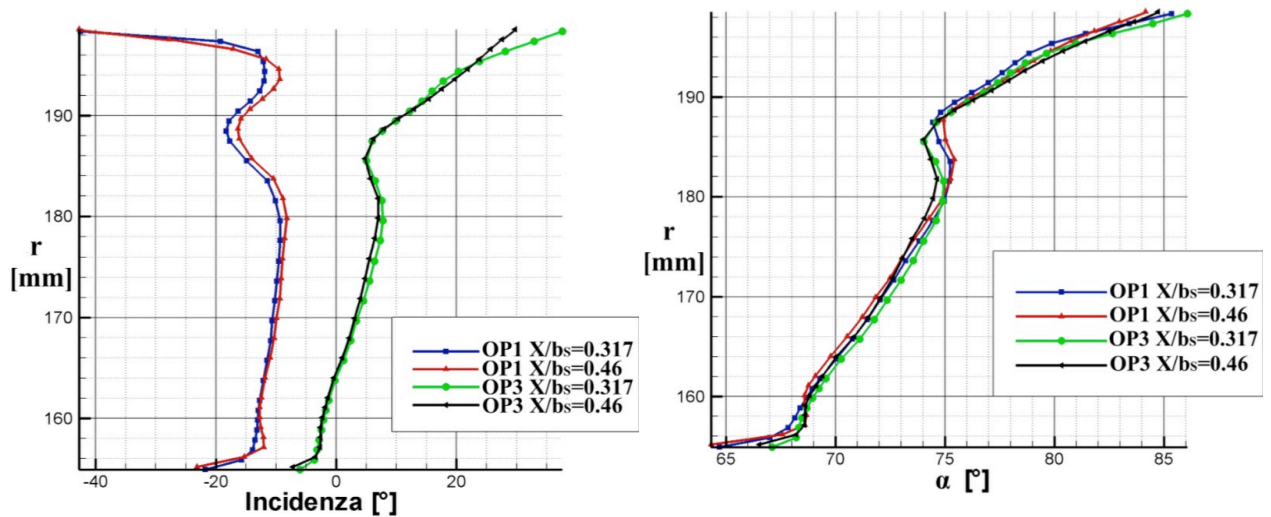 190
180
r
[mm]
170
160
OP1 X/bs=0.317
OP1 X/bs=0.46
OP3 X/bs=0.317
OP3 X/bs=0.46
-40 -20 0 20
Incidenza [°]
190
180
r
[mm]
170
160
OP1 X/bs=0.317
OP1 X/bs=0.46
OP3 X/bs=0.317
OP3 X/bs=0.46
65 70 75 80 85
α [°]